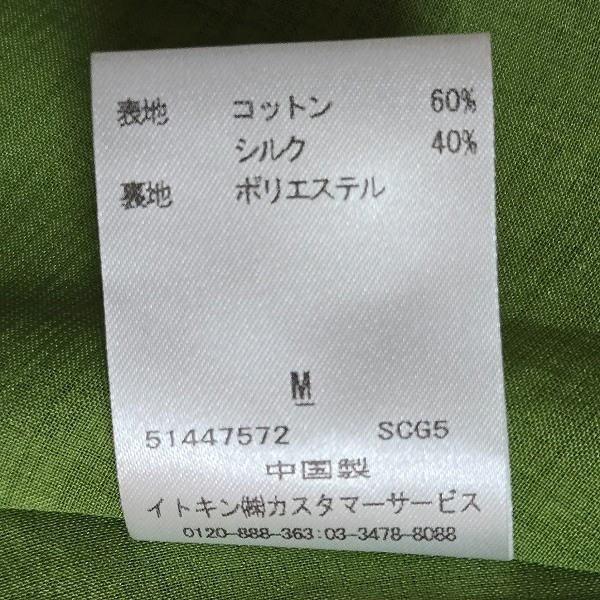 表地 コットン 60%
シルク 40%
裏地 ポリエステル
M
51447572 SCG5
中国製
イトキン㈱カスタマーサービス
0120-888-363:03-3478-8088